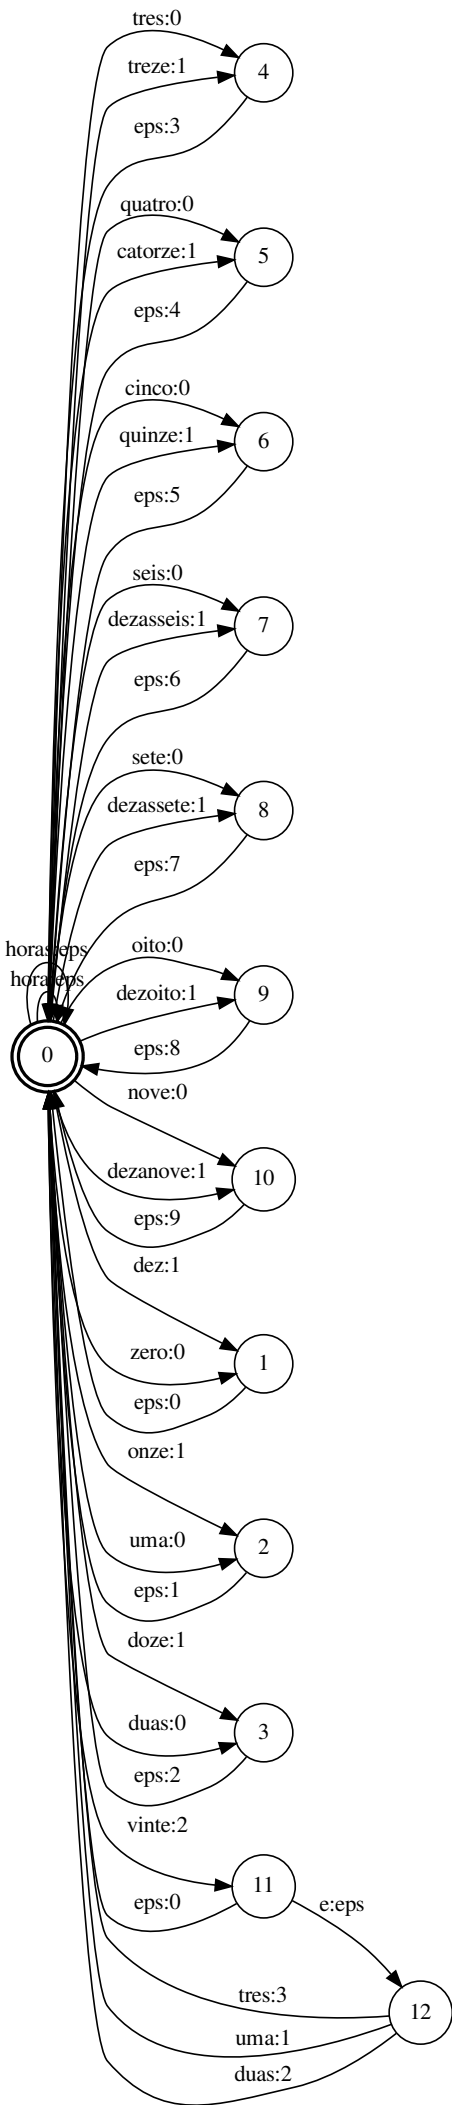 tres:0
treze:1
4
eps:3
quatro:0
catorze:1
5
eps:4
cinco:0
quinze:1
6
eps:5
seis:0
dezasseis:1
7
eps:6
sete:0
dezassete:1
8
eps:7
horas:eps
oito:0
hora:eps
dezoito:1
9
eps:8
0
nove:0
dezanove:1
10
eps:9
dez:1
zero:0
1
eps:0
onze:1
uma:0
2
eps:1
doze:1
duas:0
3
eps:2
vinte:2
11
eps:0
e:eps
tres:3
12
uma:1
duas:2